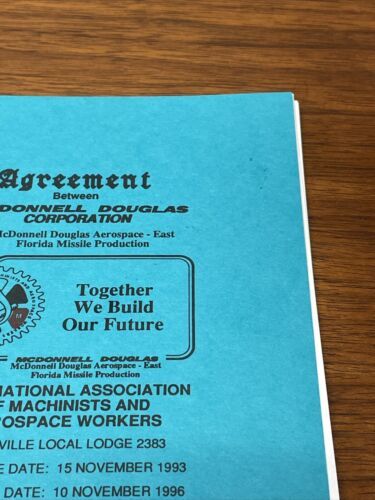 Agreement
Between
DONNELL DOUGLAS
CORPORATION
McDonnell Douglas Aerospace - East
Florida Missile Production
Together
We Build
Our Future
MCDONNELL DOUGLAS
McDonnell Douglas Aerospace - East
Florida Missile Production
NATIONAL ASSOCIATION
F MACHINISTS AND
ROSPACE WORKERS
VILLE LOCAL LODGE 2383
E DATE: 15 NOVEMBER 1993
DATE: 10 NOVEMBER 1996